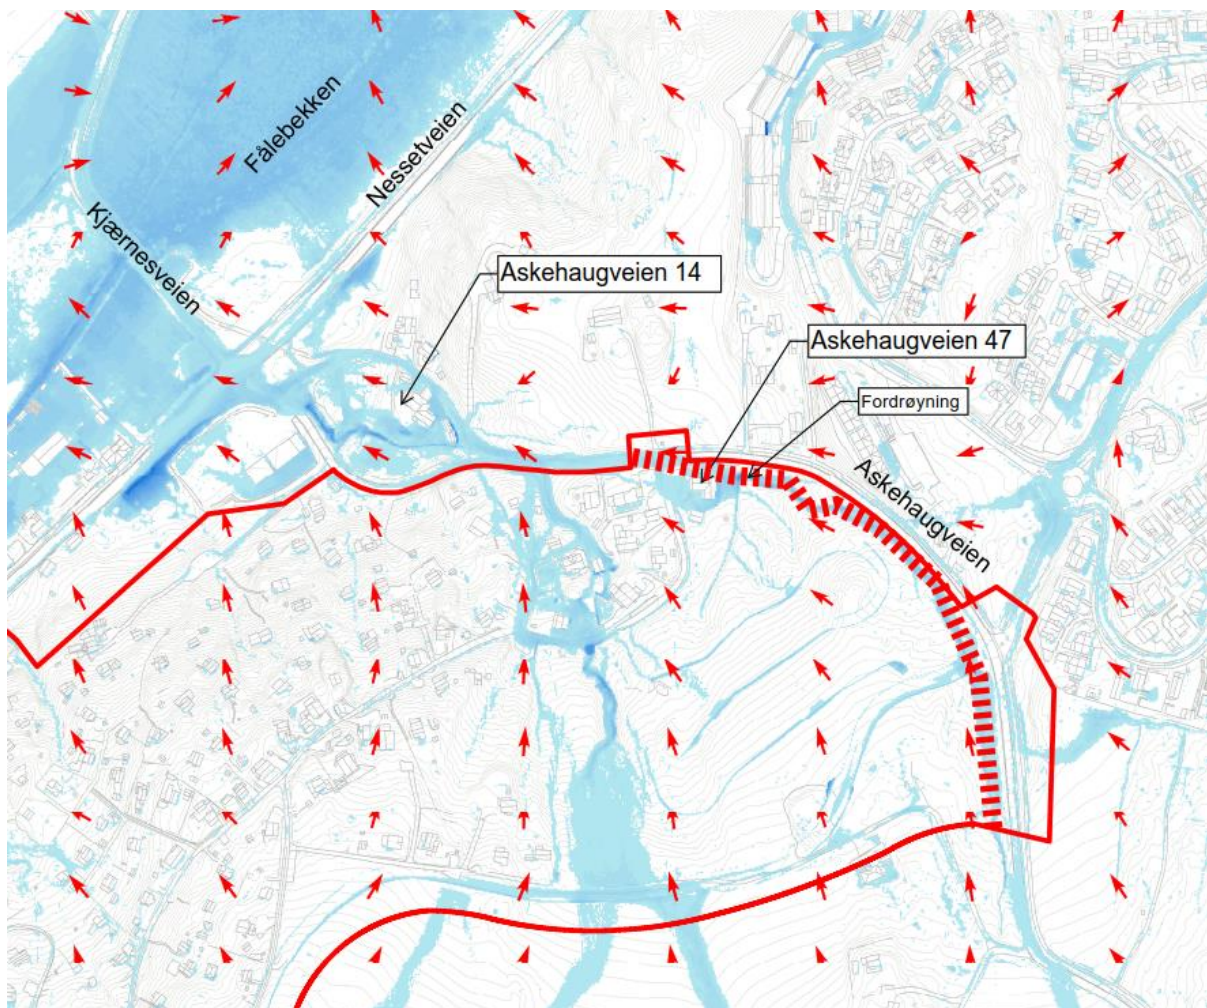 Fålebekken
Nessetveien
Kjærnesveien
Askehaugveien 14
Askehaugveien 47
Fordrøyning
Askehaugveien